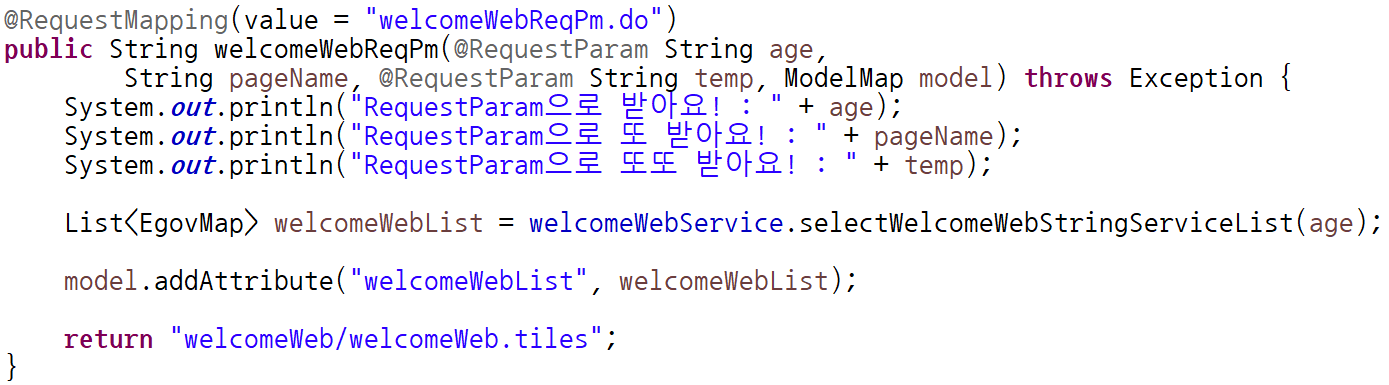 @RequestMapping(value = "welcomeWebReqPm.do")
public String welcomeWebReqPm(@RequestParam String age,
        String pageName, @RequestParam String temp, ModelMap model) throws Exception {
    System.out.println("RequestParam으로 받아요! : " + age);
    System.out.println("RequestParam으로 또 받아요! : " + pageName);
    System.out.println("RequestParam으로 또또 받아요! : " + temp);
    List<EgovMap> welcomeWebList = welcomeWebService.selectWelcomeWebStringServiceList(age);
    model.addAttribute("welcomeWebList", welcomeWebList);
    return "welcomeWeb/welcomeWeb.tiles";
}